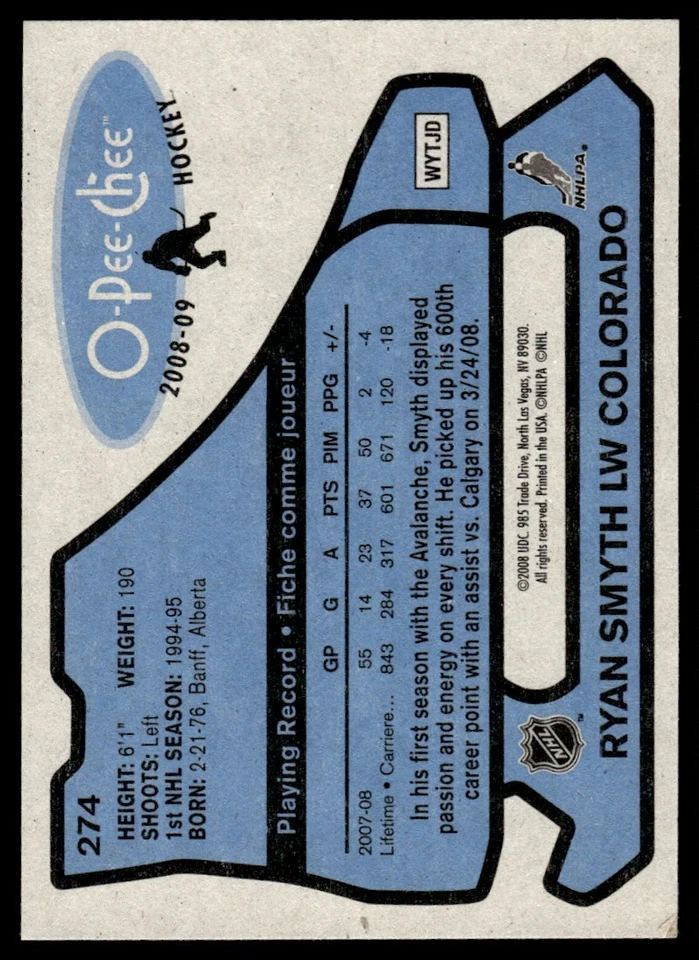 274
HEIGHT: 6'1" WEIGHT: 190
SHOOTS: Left
1st NHL SEASON: 1994-95
BORN: 2-21-76, Banff, Alberta
O-Pee-Chee™
2008-09 HOCKEY
Playing Record • Fiche comme joueur
GP G A PTS PIM PPG +/-
2007-08 55 14 23 37 50 2 -4
Lifetime • Carriere.... 843 284 317 601 671 120 -18
In his first season with the Avalanche, Smyth displayed
passion and energy on every shift. He picked up his 600th
career point with an assist vs. Calgary on 3/24/08.
WYTJD
NHL
™
©2008 UDC. 985 Trade Drive, North Las Vegas, NV 89030.
All rights reserved. Printed in the USA. ©NHLPA ©NHL
NHLPA®
RYAN SMYTH LW COLORADO